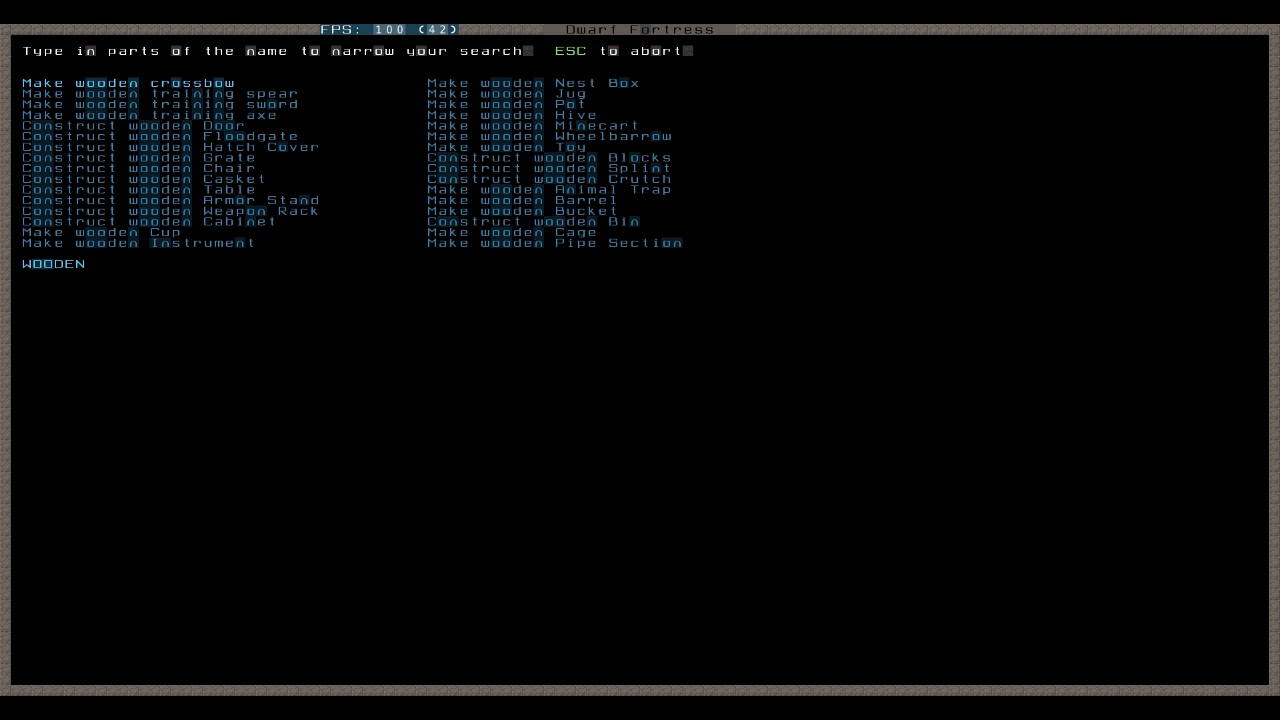 FPS: 100 (42) Dwarf Fortress
Type in parts of the name to narrow your search. ESC to abort.
Make wooden crossbow
Make wooden training spear
Make wooden training sword
Make wooden training axe
Construct wooden Door
Construct wooden Floodgate
Construct wooden Hatch Cover
Construct wooden Grate
Construct wooden Chair
Construct wooden Casket
Construct wooden Table
Construct wooden Armor Stand
Construct wooden Weapon Rack
Construct wooden Cabinet
Make wooden Cup
Make wooden Instrument
Make wooden Nest Box
Make wooden Jug
Make wooden Pot
Make wooden Hive
Make wooden Minecart
Make wooden Wheelbarrow
Make wooden Toy
Construct wooden Blocks
Construct wooden Splint
Construct wooden Crutch
Make wooden Animal Trap
Make wooden Barrel
Make wooden Bucket
Construct wooden Bin
Make wooden Cage
Make wooden Pipe Section
WOODEN